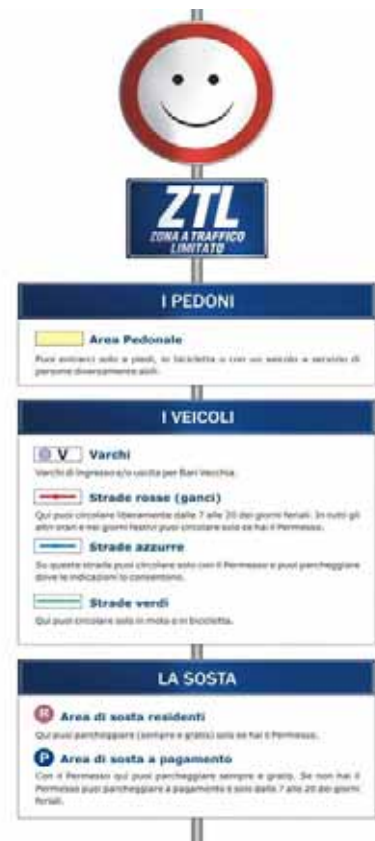 ZTL
ZONA A TRAFFICO
LIMITATO
I PEDONI
Area Pedonale
Puoi entrarci solo a piedi, in bicicletta o con un veicolo a servizio di
persone diversamente abili.
I VEICOLI
V Varchi
Varchi di ingresso e/o uscita per Bari Vecchia.
Strade rosse (ganci)
Qui puoi circolare liberamente dalle 7 alle 20 dei giorni feriali. In tutti gli
altri orari e nei giorni festivi puoi circolare solo se hai il Permesso.
Strade azzurre
Su queste strade puoi circolare solo con il Permesso e puoi parcheggiare
dove le indicazioni lo consentono.
Strade verdi
Qui puoi circolare solo in moto o in bicicletta.
LA SOSTA
R Area di sosta residenti
Qui puoi parcheggiare (sempre e gratis) solo se hai il Permesso.
P Area di sosta a pagamento
Con il Permesso qui puoi parcheggiare sempre e gratis. Se non hai il
Permesso puoi parcheggiare a pagamento e solo dalle 7 alle 20 dei giorni
feriali.